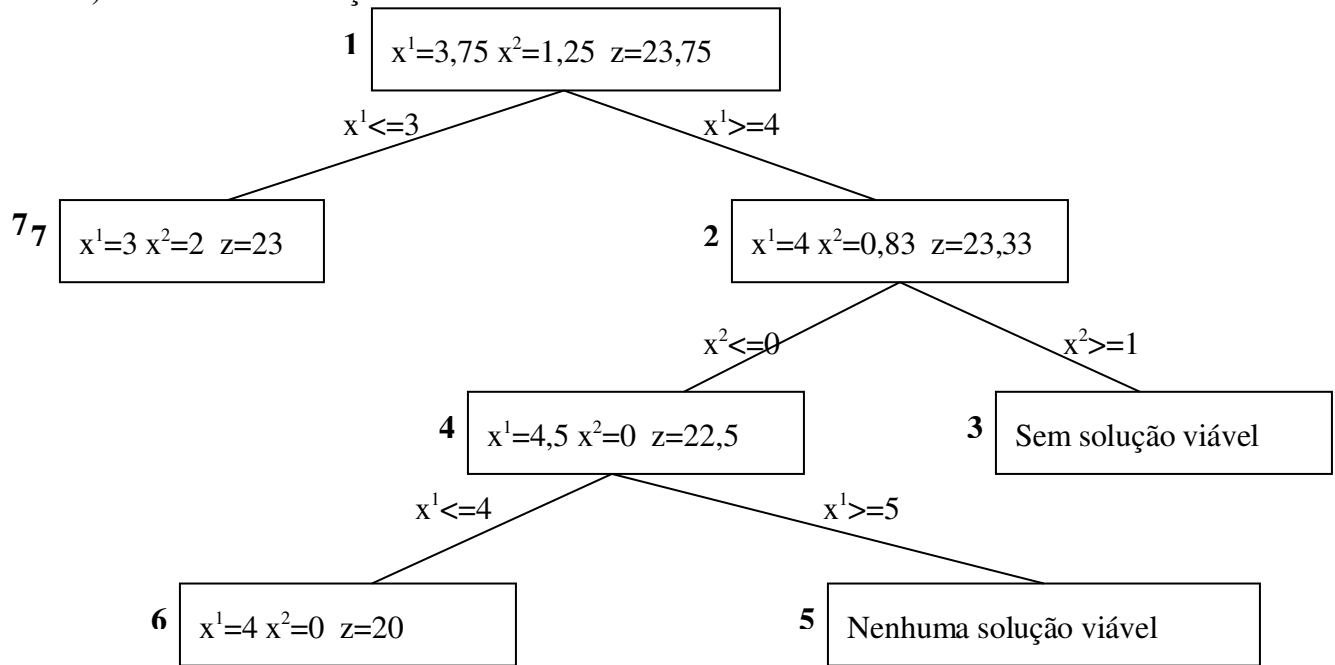 1
x¹=3,75 x²=1,25 z=23,75
x¹<=3
x¹>=4
7
7
x¹=3 x²=2 z=23
2
x¹=4 x²=0,83 z=23,33
x²<=0
x²>=1
4
x¹=4,5 x²=0 z=22,5
3
Sem solução viável
x¹<=4
x¹>=5
6
x¹=4 x²=0 z=20
5
Nenhuma solução viável